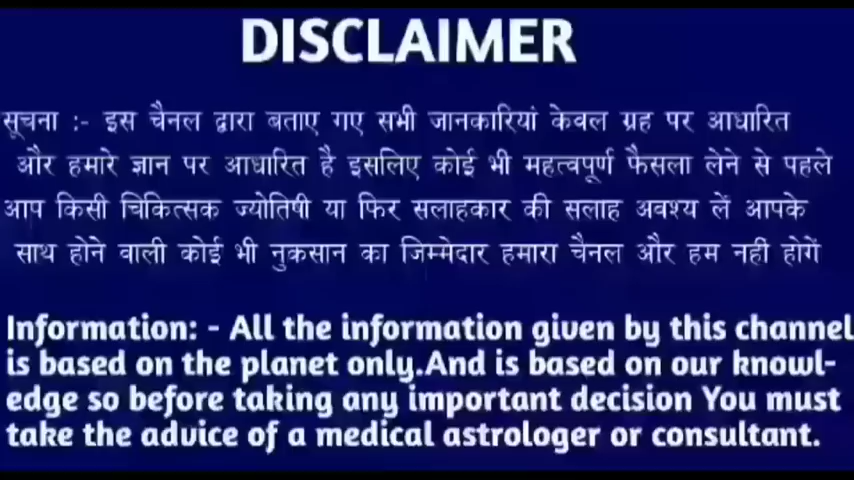 DISCLAIMER
सूचना :- इस चैनल द्वारा बताए गए सभी जानकारियां केवल ग्रह पर आधारित
और हमारे ज्ञान पर आधारित है इसलिए कोई भी महत्वपूर्ण फैसला लेने से पहले
आप किसी चिकित्सक ज्योतिषी या फिर सलाहकार की सलाह अवश्य लें आपके
साथ होने वाली कोई भी नुकसान का जिम्मेदार हमारा चैनल और हम नही होगें
Information: - All the information given by this channel
is based on the planet only.And is based on our knowl-
edge so before taking any important decision You must
take the advice of a medical astrologer or consultant.